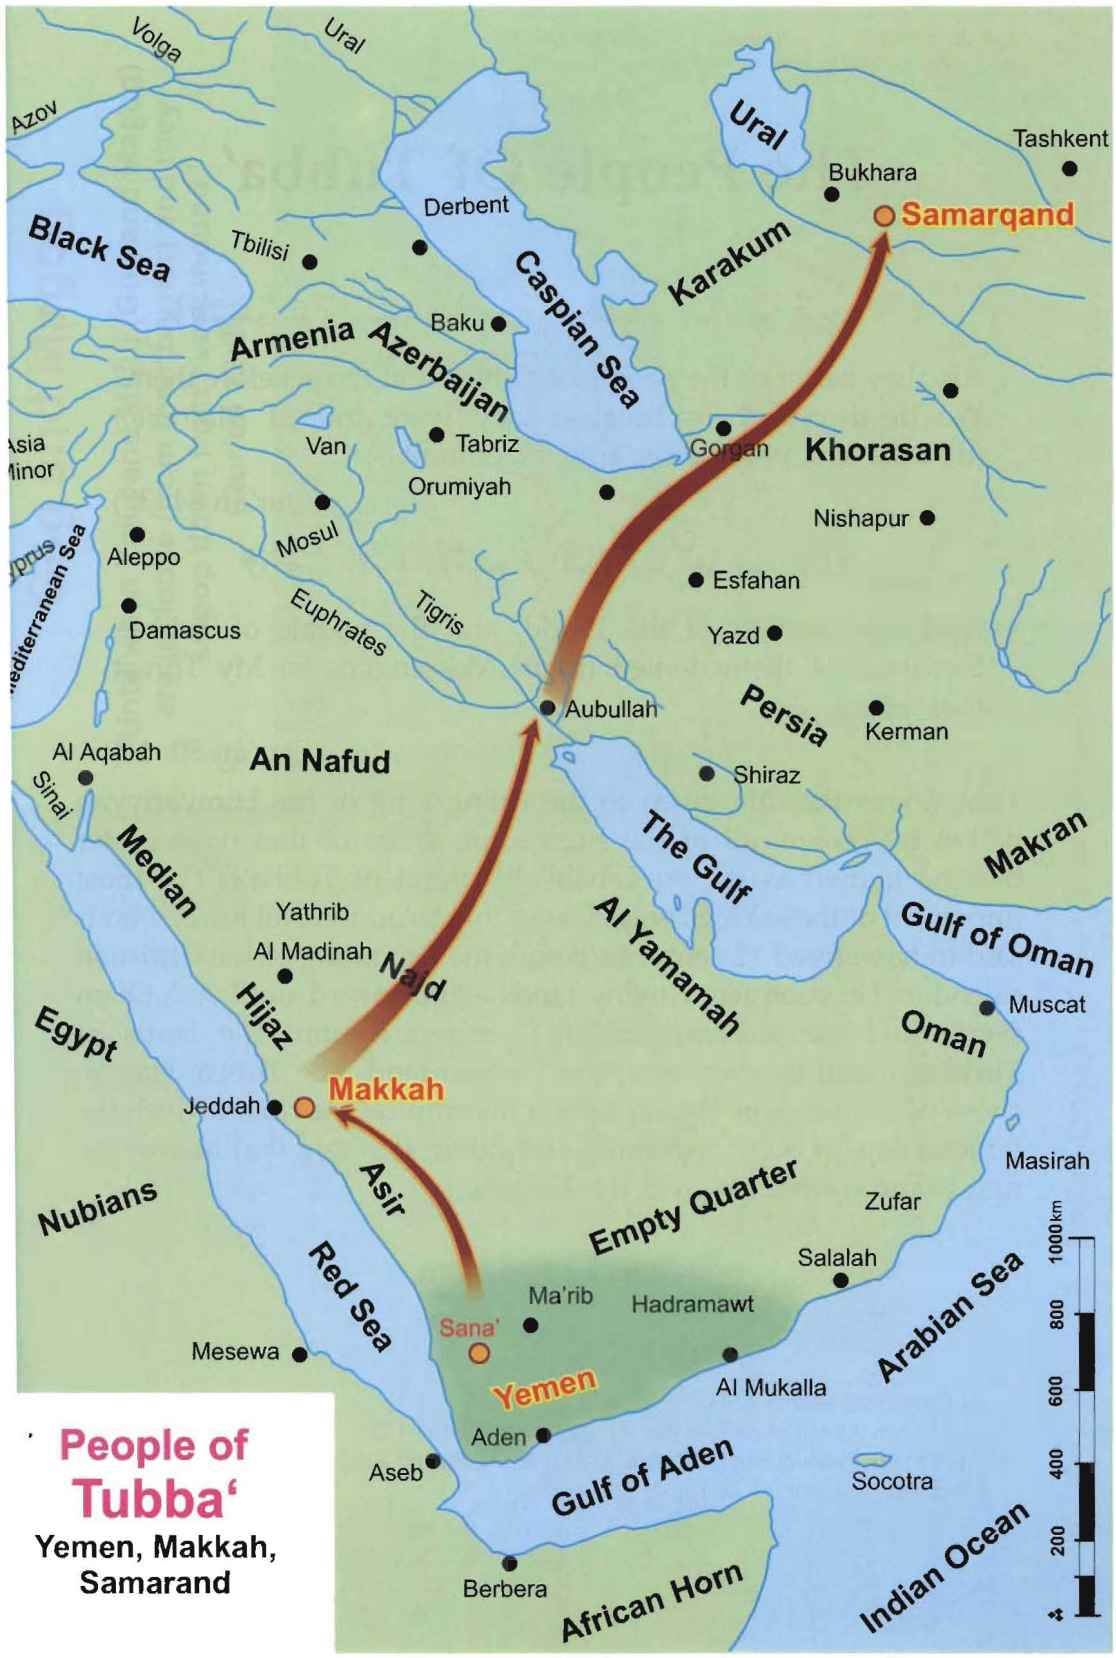 Volga
Ural
Azov
Ural
Tashkent
Bukhara
Derbent
Samarqand
Black Sea
Tbilisi
Karakum
Caspian Sea
Baku
Armenia
Azerbaijan
Asia
Minor
Van
Tabriz
Gorgan
Khorasan
Orumiyah
Nishapur
Mosul
Aleppo
yprus
editerranean Sea
Esfahan
Euphrates
Tigris
Damascus
Yazd
Aubullah
Persia
Kerman
Al Aqabah
An Nafud
Shiraz
Sinai
Median
The Gulf
Makran
Yathrib
Al Madinah
Najd
Al Yamamah
Gulf of Oman
Hijaz
Muscat
Egypt
Oman
Makkah
Jeddah
Masirah
Asir
Nubians
Empty Quarter
Zufar
Salalah
Red Sea
Ma'rib
Hadramawt
Arabian Sea
Sana'
Mesewa
Yemen
Al Mukalla
Aden
Aseb
Gulf of Aden
Socotra
Berbera
African Horn
Indian Ocean
1000km
800
600
400
200
People of
Tubba‘
Yemen, Makkah,
Samarand